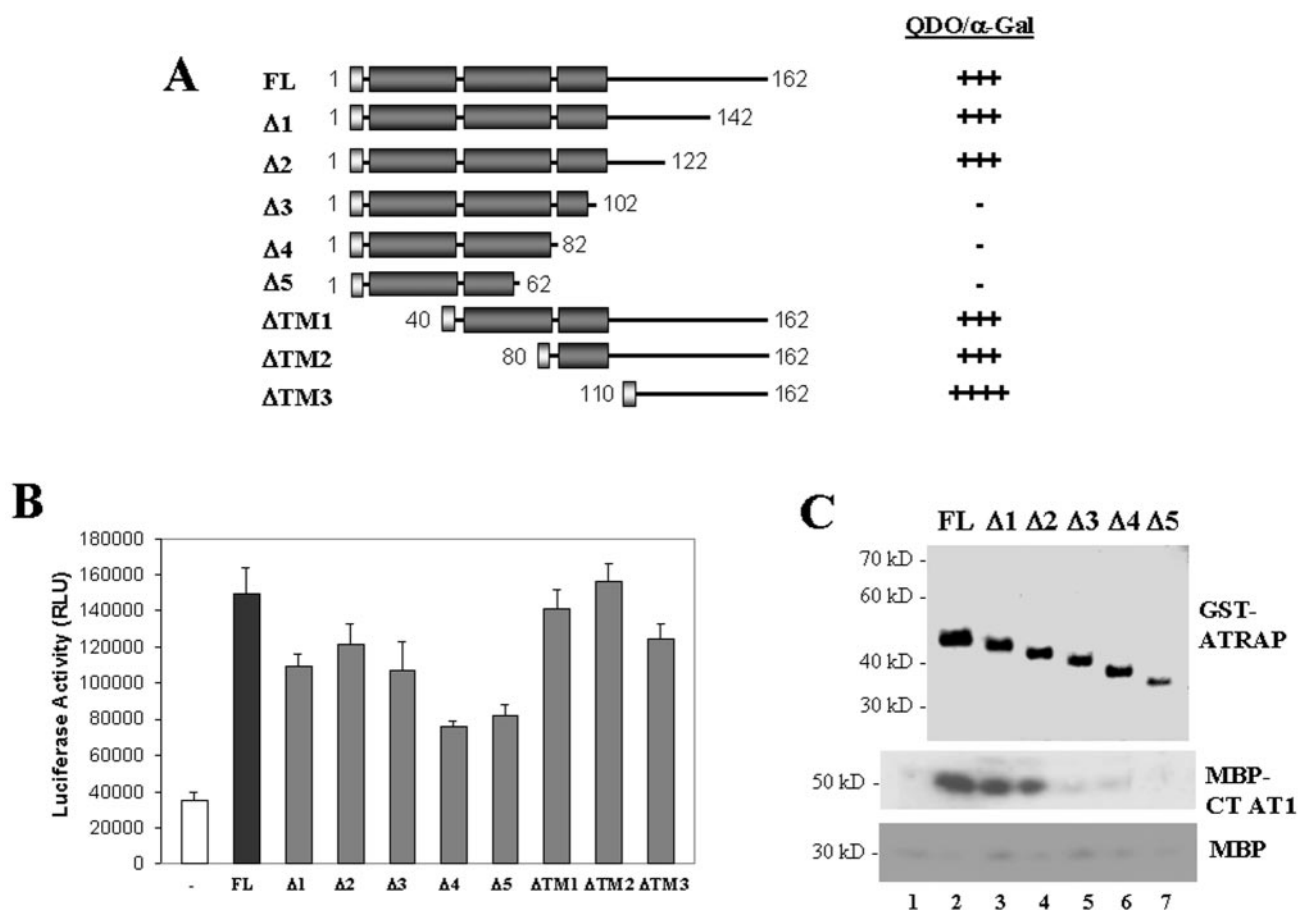 QDO/α-Gal
A
FL 1 162 +++
Δ1 1 142 +++
Δ2 1 122 +++
Δ3 1 102 -
Δ4 1 82 -
Δ5 1 62 -
ΔTM1 40 162 +++
ΔTM2 80 162 +++
ΔTM3 110 162 ++++
B
Luciferase Activity (RLU)
180000
160000
140000
120000
100000
80000
60000
40000
20000
0
- FL Δ1 Δ2 Δ3 Δ4 Δ5 ΔTM1 ΔTM2 ΔTM3
C
FL Δ1 Δ2 Δ3 Δ4 Δ5
70 kD -
60 kD -
40 kD -
30 kD -
GST-
ATRAP
50 kD -
MBP-
CT AT1
30 kD -
MBP
1 2 3 4 5 6 7